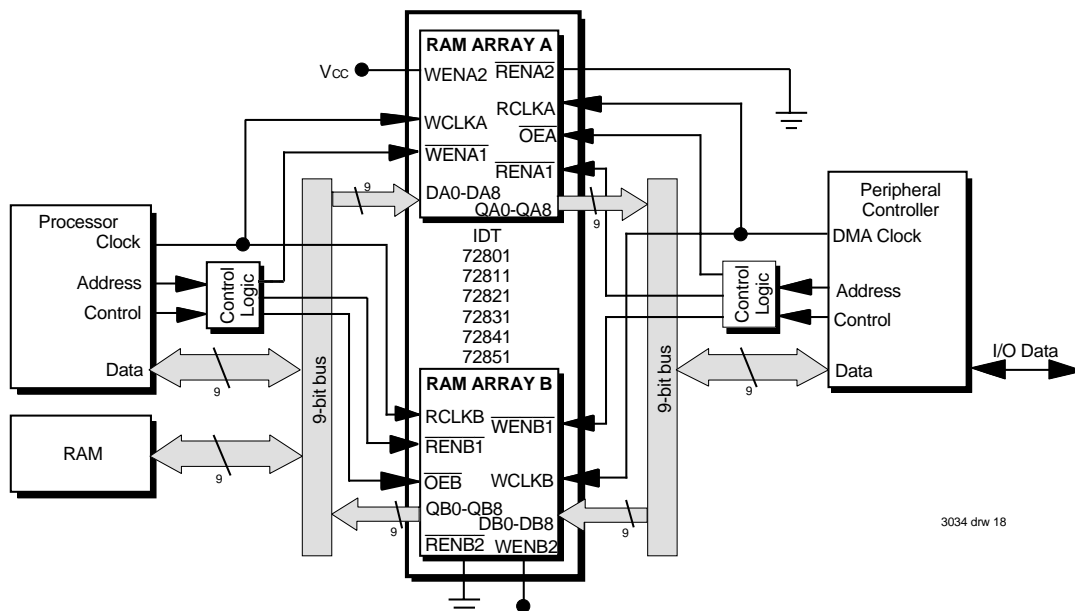 RAM ARRAY A
VCC
WENA2
RENA2
RCLKA
WCLKA
OEA
WENA1
RENA1
9
DA0-DA8
QA0-QA8
9
Processor
Clock
Address
Control
Data
Control
Logic
9
9-bit bus
RAM
9
IDT
72801
72811
72821
72831
72841
72851
RAM ARRAY B
RCLKB
WENB1
RENB1
OEB
WCLKB
QB0-QB8
DB0-DB8
9
9
RENB2
WENB2
9-bit bus
Peripheral
Controller
DMA Clock
Control
Logic
Address
Control
Data
9
I/O Data
3034 drw 18